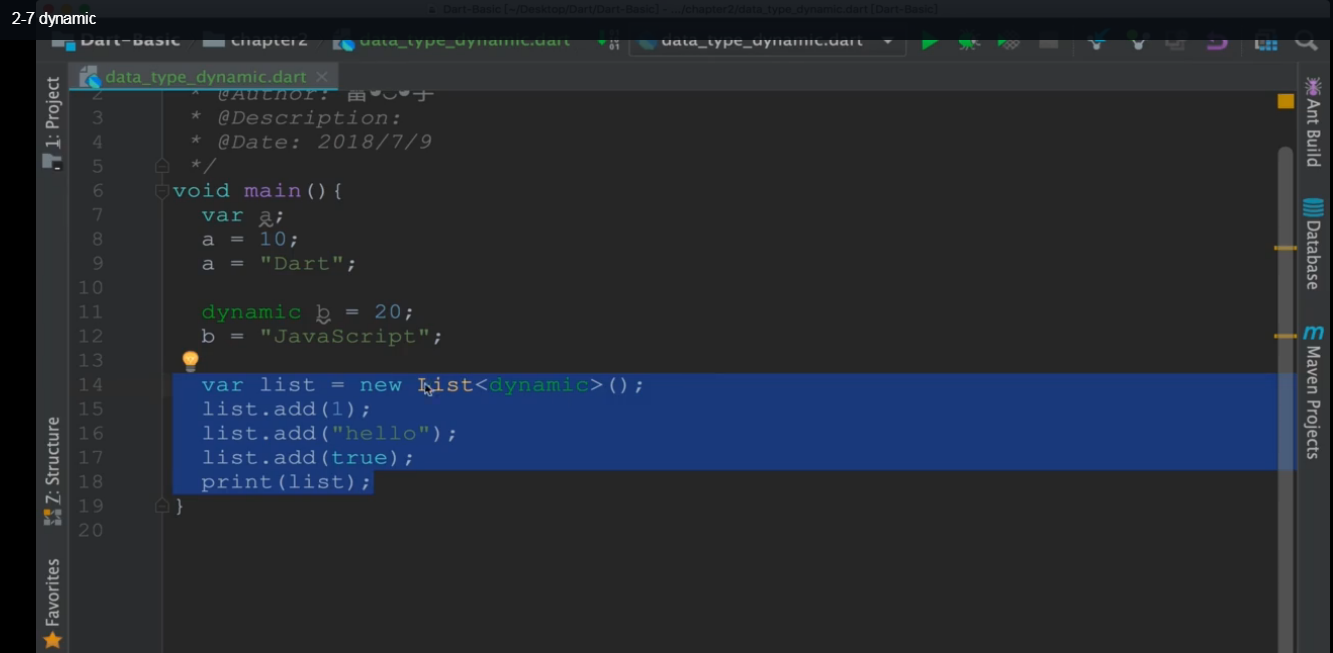 2-7 dynamic
Dart-Basic [~/Desktop/Dart/Dart-Basic] - .../chapter2/data_type_dynamic.dart [Dart-Basic]
Dart-Basic chapter2 data_type_dynamic.dart data_type_dynamic.dart
data_type_dynamic.dart
2 * @Author:
3 * @Description:
4 * @Date: 2018/7/9
5 */
6 void main(){
7 var a;
8 a = 10;
9 a = "Dart";
10
11 dynamic b = 20;
12 b = "JavaScript";
13
14 var list = new List<dynamic>();
15 list.add(1);
16 list.add("hello");
17 list.add(true);
18 print(list);
19 }
20
1: Project
Z: Structure
Favorites
Ant Build
Database
m Maven Projects